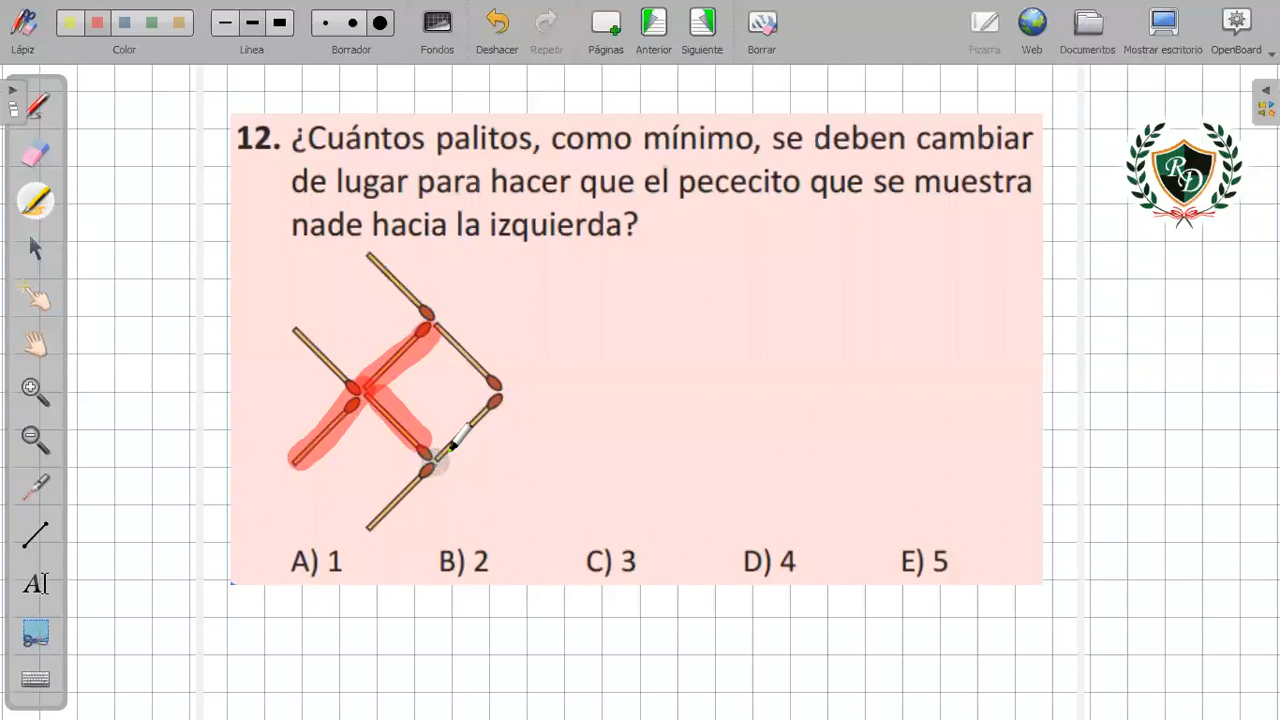 Lápiz Color Línea Borrador Fondos Deshacer Repetir Páginas Anterior Siguiente Borrar Pizarra Web Documentos Mostrar escritorio OpenBoard
12. ¿Cuántos palitos, como mínimo, se deben cambiar
de lugar para hacer que el pececito que se muestra
nade hacia la izquierda?
A) 1 B) 2 C) 3 D) 4 E) 5
RD
A